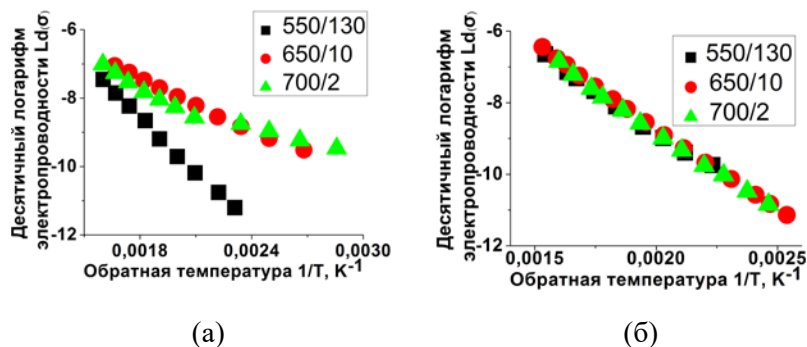 -6
-8
-10
-12
0,0018
0,0024
0,0030
Десятичный логарифм
электропроводности Ld(σ)
Обратная температура 1/T, K⁻¹
550/130
650/10
700/2
(а)
-6
-8
-10
-12
0,0015
0,0020
0,0025
Десятичный логарифм
электропроводности Ld(σ)
Обратная температура 1/T, K⁻¹
550/130
650/10
700/2
(б)